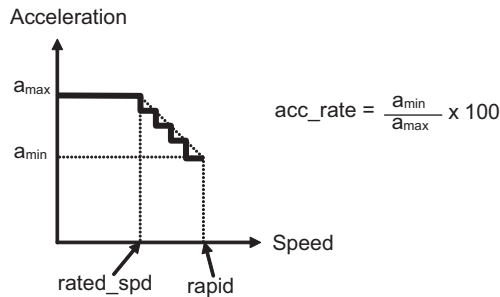 Acceleration
amax
amin
acc_rate = amin / amax x 100
Speed
rated_spd
rapid